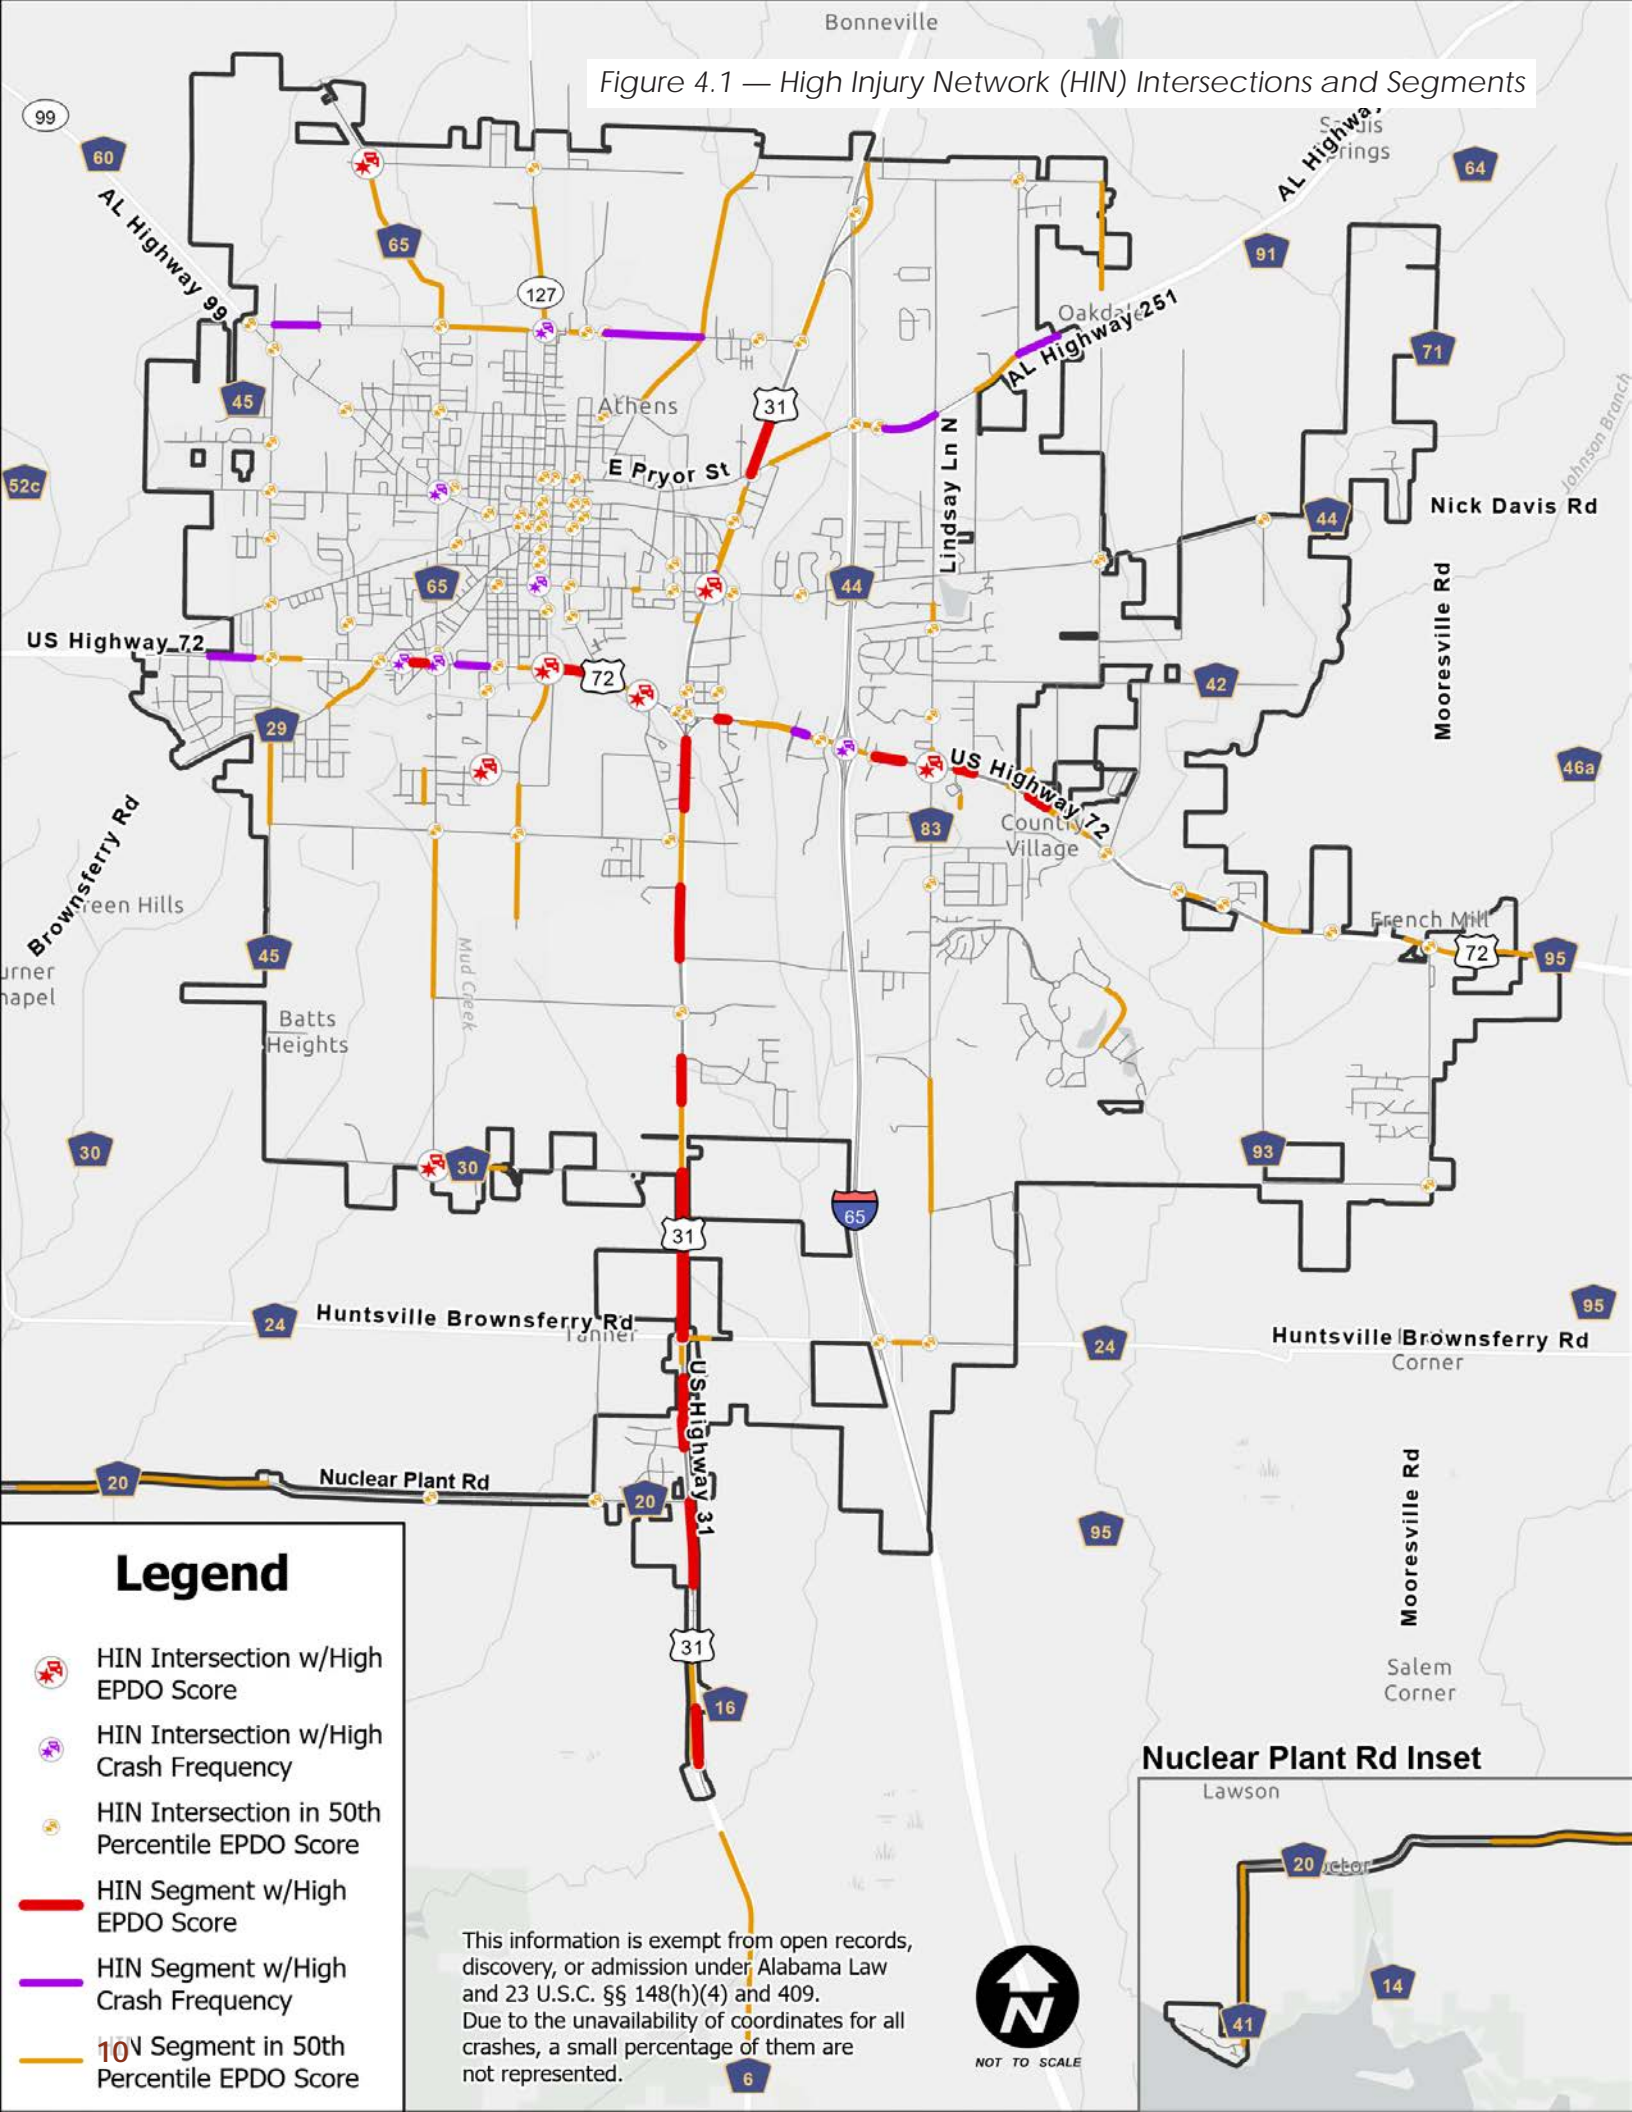 Bonneville
Figure 4.1 — High Injury Network (HIN) Intersections and Segments
99
60
AL Highway
64
AL Highway 99
65
91
127
Oakdale
AL Highway 251
71
45
31
Athens
Johnson Branch
E Pryor St
52c
Lindsay Ln N
Nick Davis Rd
44
65
44
Mooresville Rd
US Highway 72
72
42
29
US Highway 72
46a
83
Country
Village
Brownsferry Rd
French Mill
45
72
95
Mud Creek
Batts
Heights
30
30
93
65
31
24
Huntsville Brownsferry Rd
Tanner
95
24
Huntsville Brownsferry Rd
Corner
US Highway 31
20
Nuclear Plant Rd
20
95
Mooresville Rd
Legend
31
HIN Intersection w/High
EPDO Score
Salem
Corner
16
HIN Intersection w/High
Crash Frequency
Nuclear Plant Rd Inset
Lawson
HIN Intersection in 50th
Percentile EPDO Score
20
HIN Segment w/High
EPDO Score
This information is exempt from open records,
discovery, or admission under Alabama Law
and 23 U.S.C. §§ 148(h)(4) and 409.
Due to the unavailability of coordinates for all
crashes, a small percentage of them are
not represented.
N
NOT TO SCALE
HIN Segment w/High
Crash Frequency
14
41
10
HIN Segment in 50th
Percentile EPDO Score
6